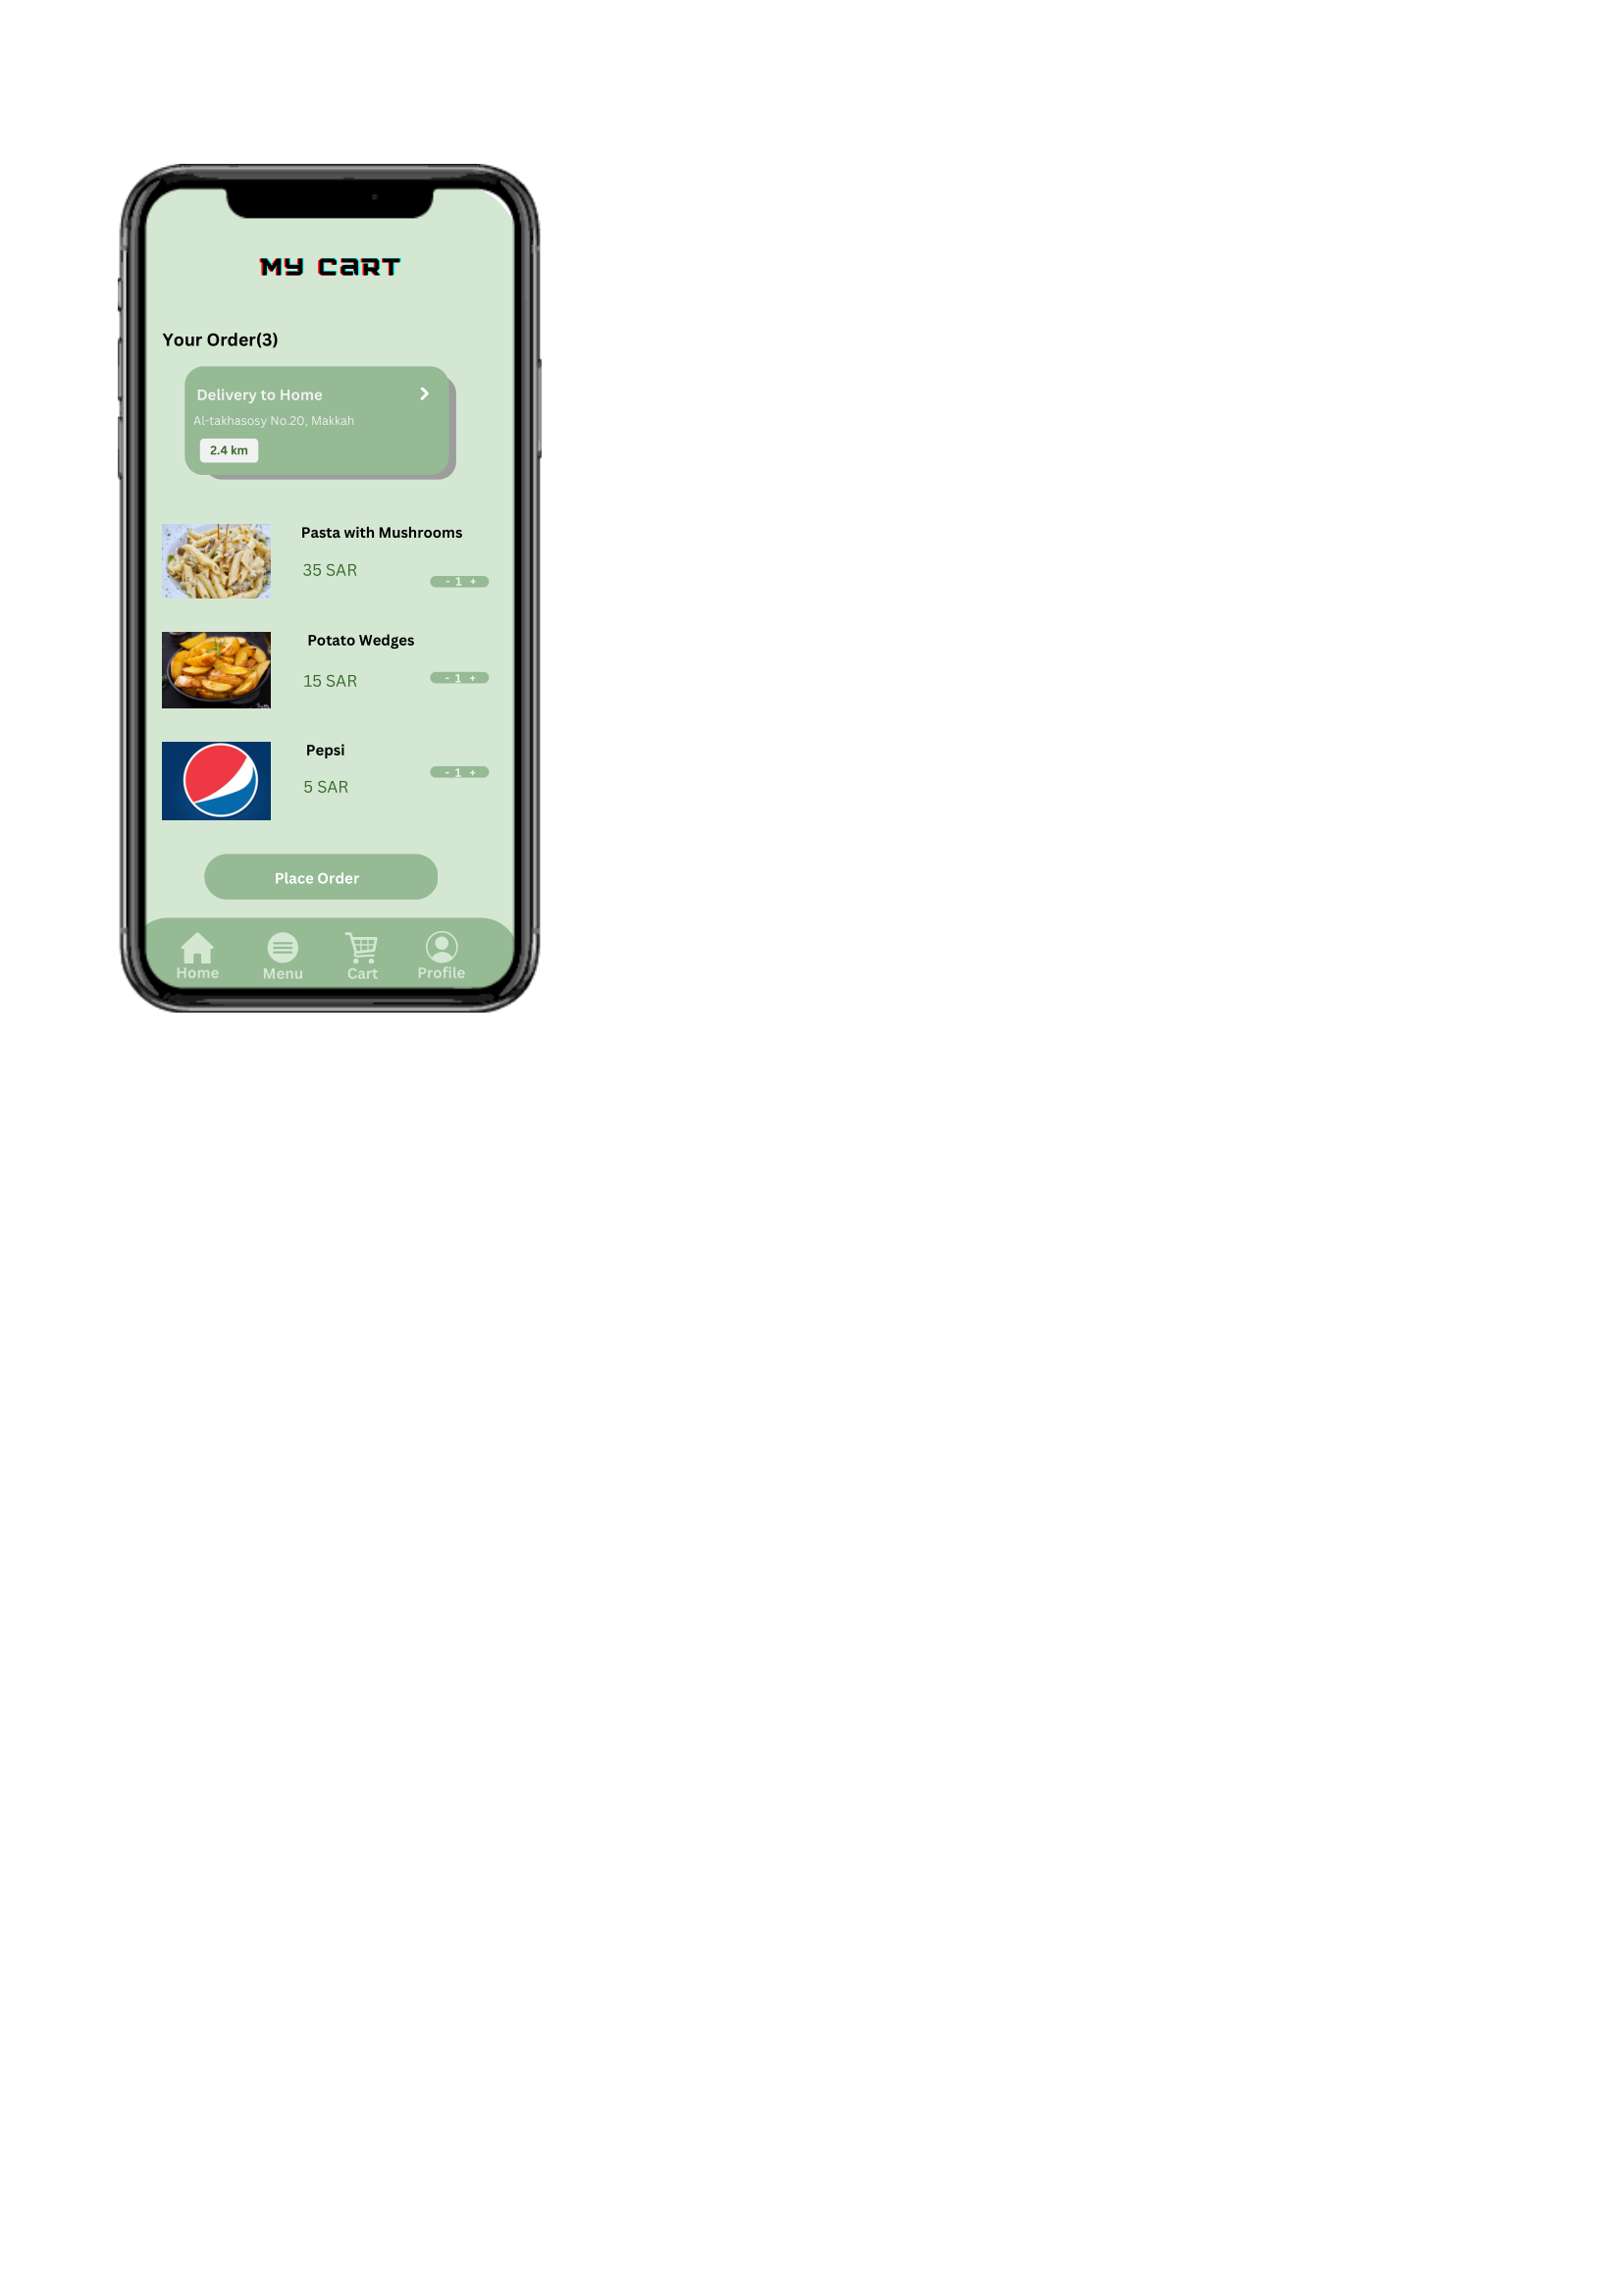 MY CART
Your Order(3)
Delivery to Home
Al-takhasosy No.20, Makkah
2.4 km
Pasta with Mushrooms
35 SAR
- 1 +
Potato Wedges
15 SAR
- 1 +
Pepsi
- 1 +
5 SAR
Place Order
Home Menu Cart Profile